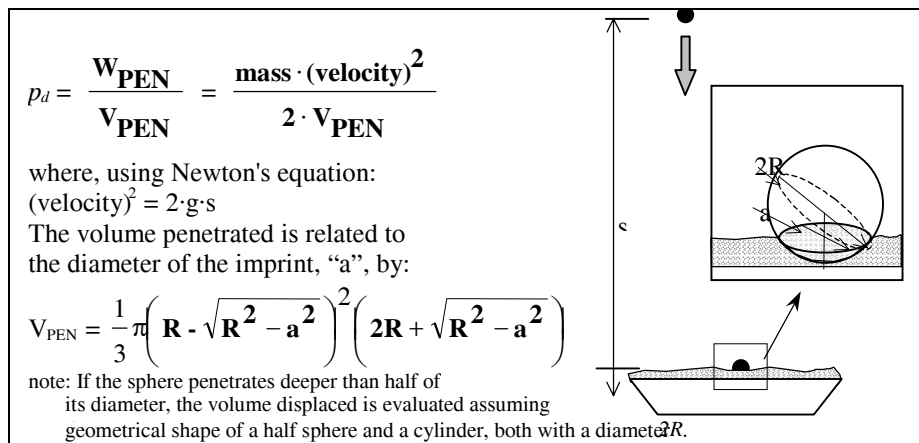 p_d = W_PEN / V_PEN = mass · (velocity)^2 / 2 · V_PEN
where, using Newton's equation:
(velocity)^2 = 2·g·s
The volume penetrated is related to
the diameter of the imprint, “a”, by:
V_PEN = 1/3 π(R - √(R^2 − a^2))^2 (2R + √(R^2 − a^2))
note: If the sphere penetrates deeper than half of
its diameter, the volume displaced is evaluated assuming
geometrical shape of a half sphere and a cylinder, both with a diameter 2R.
s
2R
a